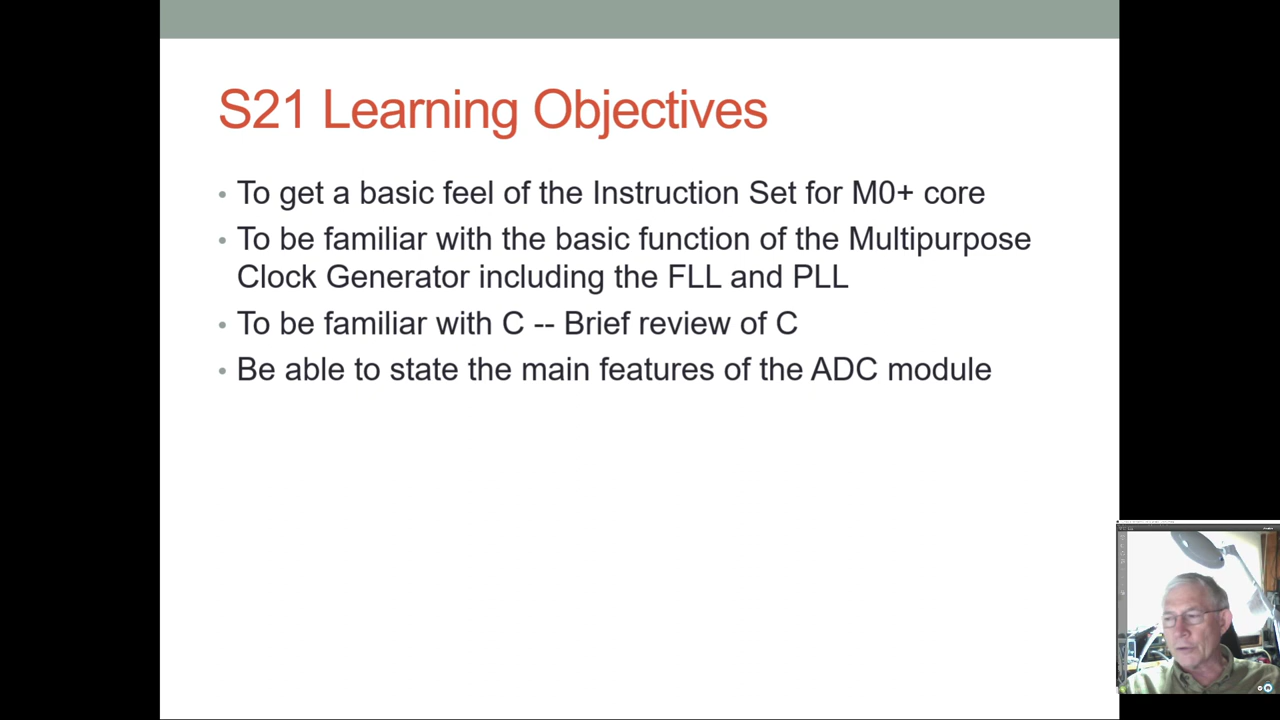 S21 Learning Objectives
• To get a basic feel of the Instruction Set for M0+ core
• To be familiar with the basic function of the Multipurpose
Clock Generator including the FLL and PLL
• To be familiar with C -- Brief review of C
• Be able to state the main features of the ADC module